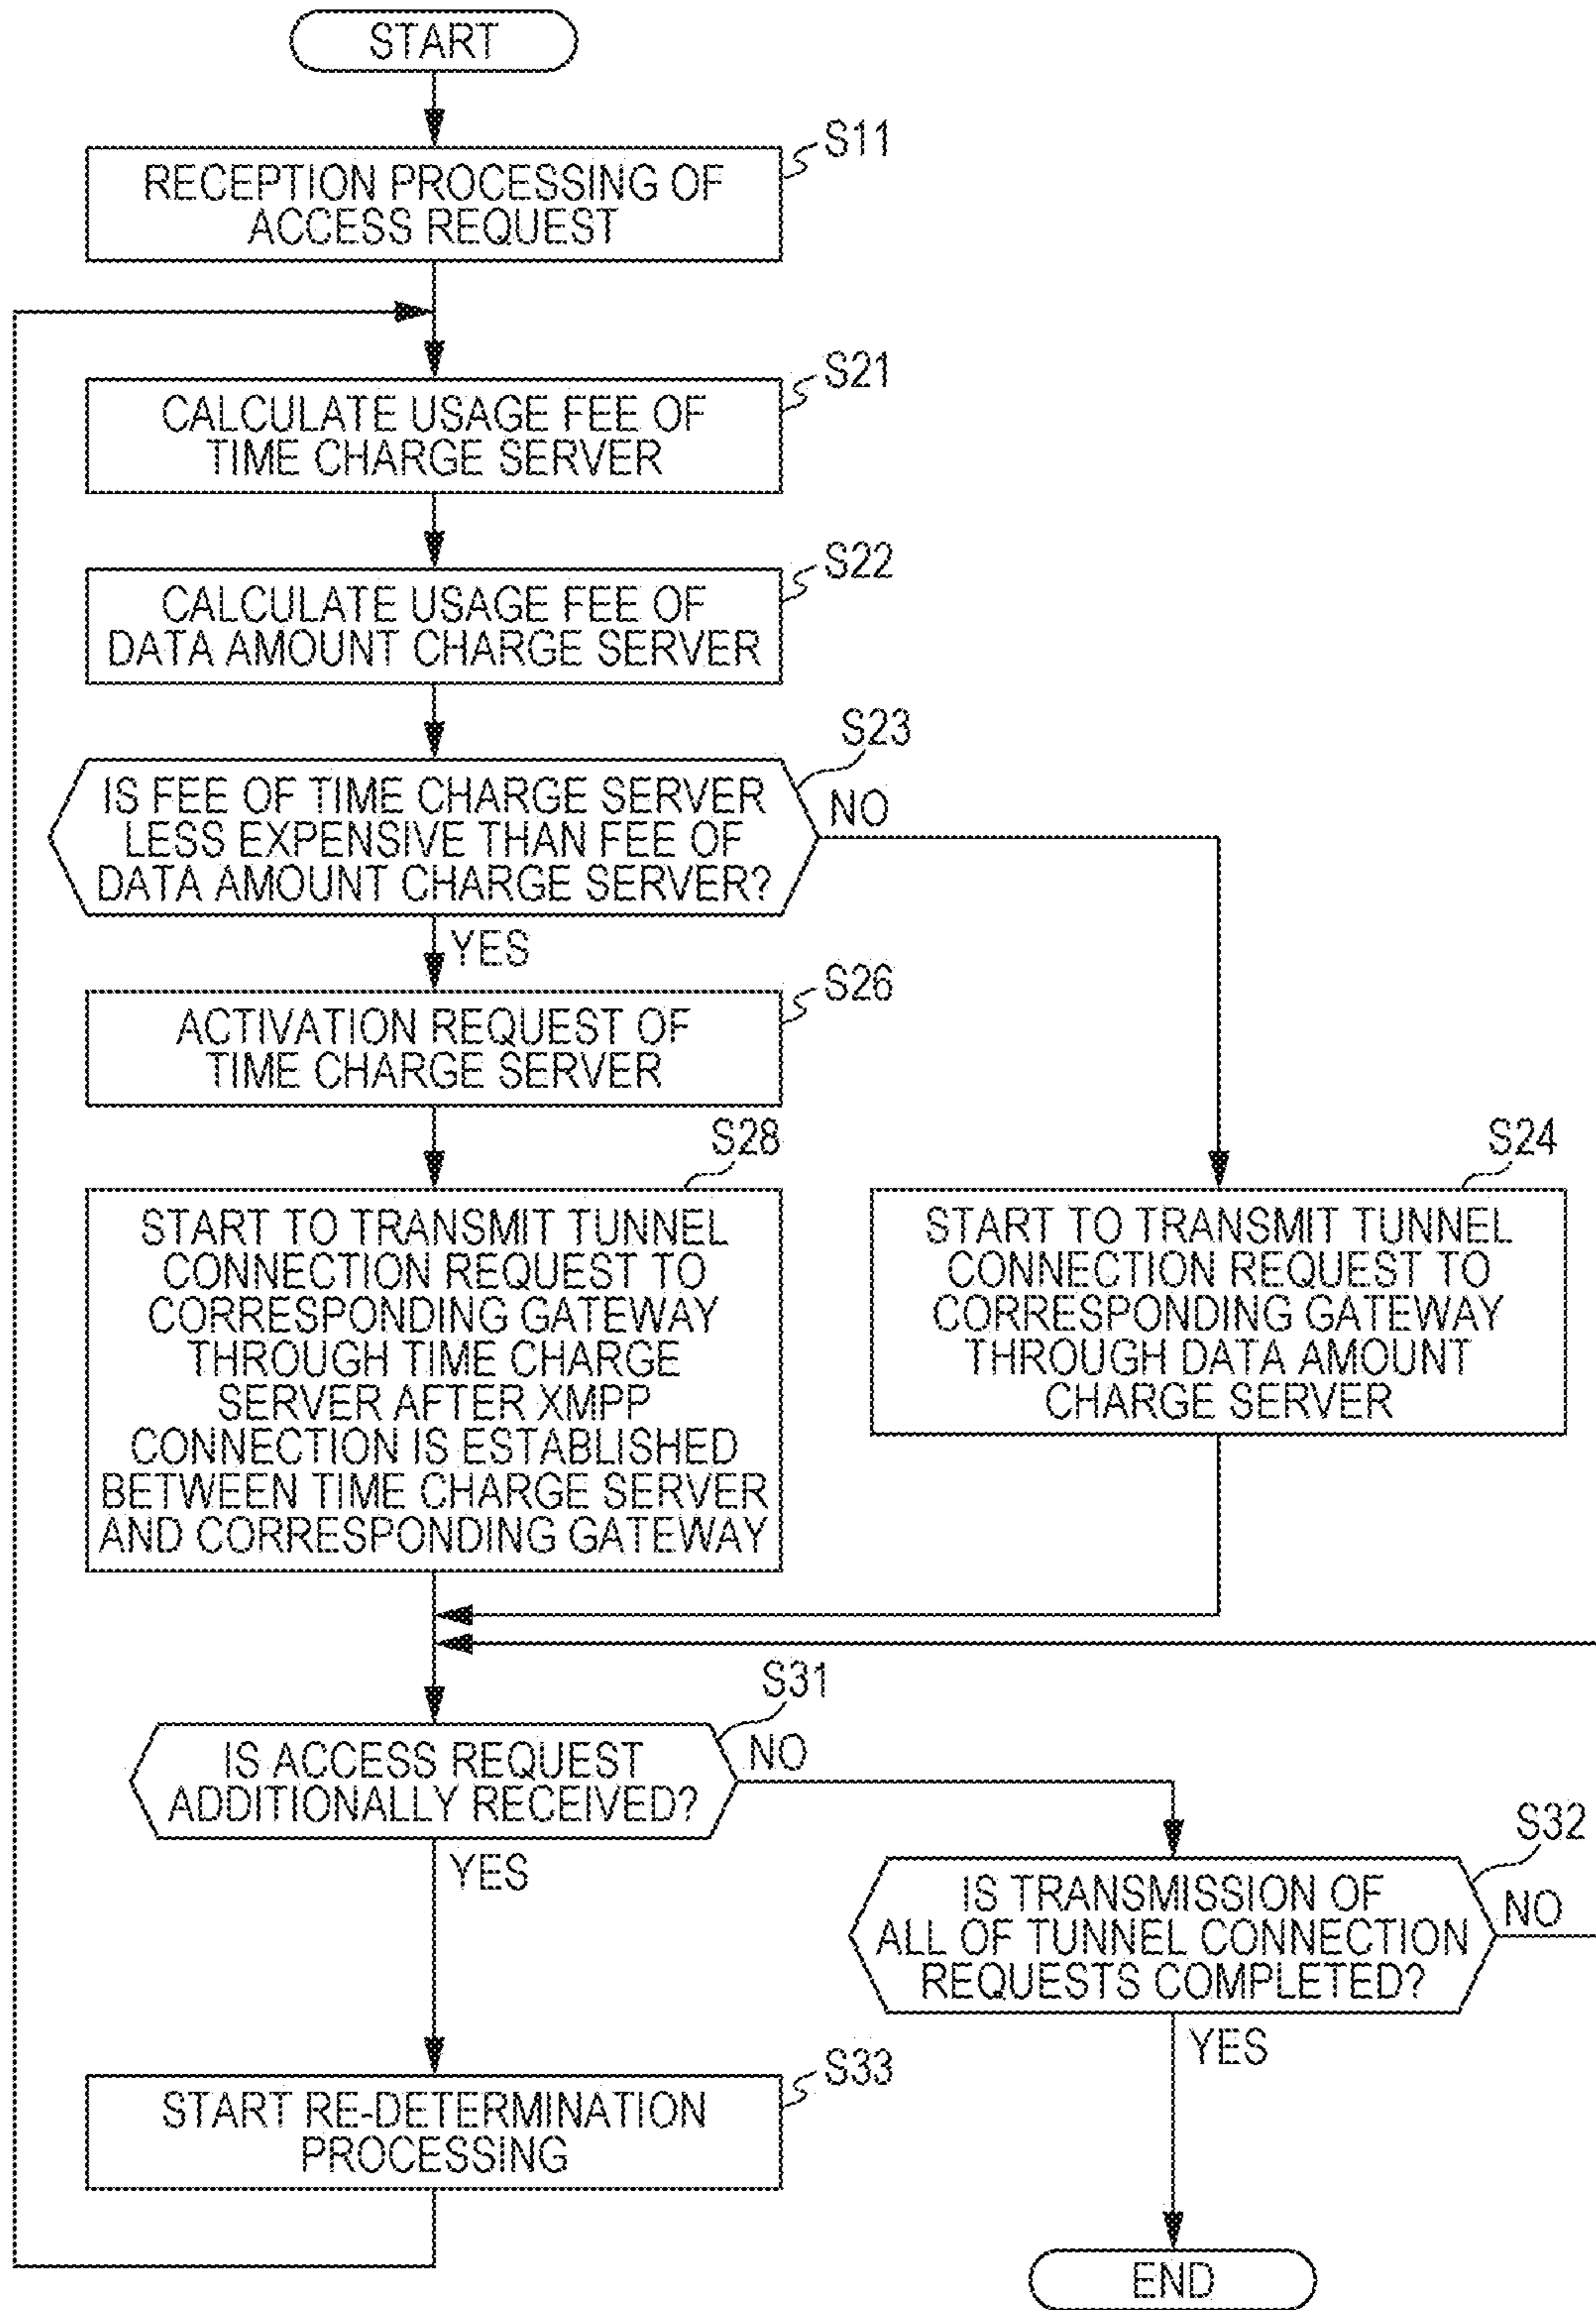 START
S11
RECEPTION PROCESSING OF
ACCESS REQUEST
S21
CALCULATE USAGE FEE OF
TIME CHARGE SERVER
S22
CALCULATE USAGE FEE OF
DATA AMOUNT CHARGE SERVER
S23
IS FEE OF TIME CHARGE SERVER
LESS EXPENSIVE THAN FEE OF
DATA AMOUNT CHARGE SERVER?
NO
YES
S26
ACTIVATION REQUEST OF
TIME CHARGE SERVER
S28
START TO TRANSMIT TUNNEL
CONNECTION REQUEST TO
CORRESPONDING GATEWAY
THROUGH TIME CHARGE
SERVER AFTER XMPP
CONNECTION IS ESTABLISHED
BETWEEN TIME CHARGE SERVER
AND CORRESPONDING GATEWAY
S24
START TO TRANSMIT TUNNEL
CONNECTION REQUEST TO
CORRESPONDING GATEWAY
THROUGH DATA AMOUNT
CHARGE SERVER
S31
IS ACCESS REQUEST
ADDITIONALLY RECEIVED?
NO
YES
S32
IS TRANSMISSION OF
ALL OF TUNNEL CONNECTION
REQUESTS COMPLETED?
NO
YES
S33
START RE-DETERMINATION
PROCESSING
END